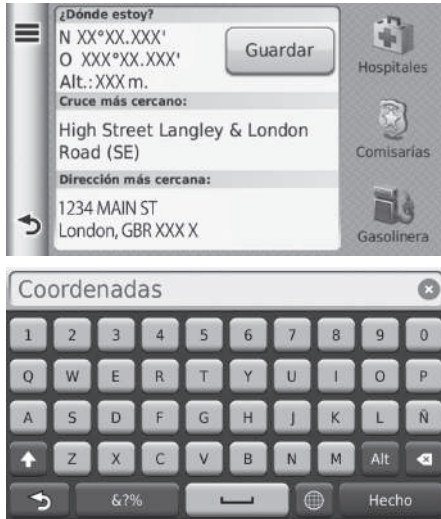 ¿Dónde estoy?
N XX°XX.XXX'
O XXX°XX.XXX'
Alt.: XXX m.
Guardar
Hospitales
Cruce más cercano:
High Street Langley & London
Road (SE)
Comisarías
Dirección más cercana:
1234 MAIN ST
London, GBR XXX X
Gasolinera
Coordenadas
1 2 3 4 5 6 7 8 9 0
Q W E R T Y U I O P
A S D F G H J K L Ñ
Z X C V B N M Alt
&?% Hecho